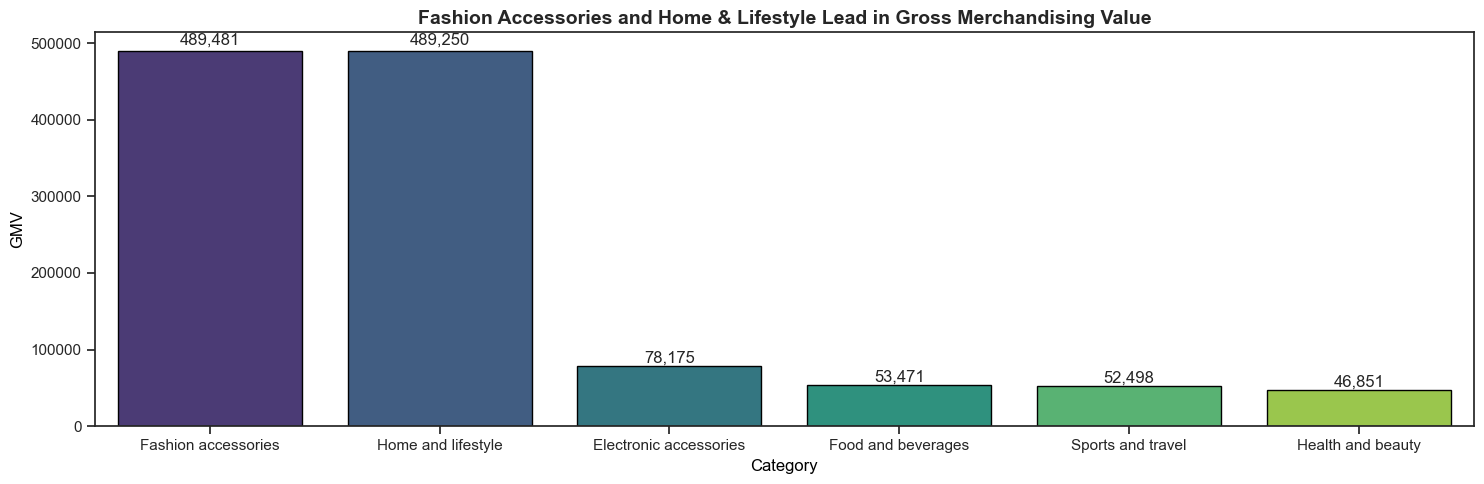 Fashion Accessories and Home & Lifestyle Lead in Gross Merchandising Value
GMV
500000
400000
300000
200000
100000
0
489,481
489,250
78,175
53,471
52,498
46,851
Fashion accessories
Home and lifestyle
Electronic accessories
Food and beverages
Sports and travel
Health and beauty
Category